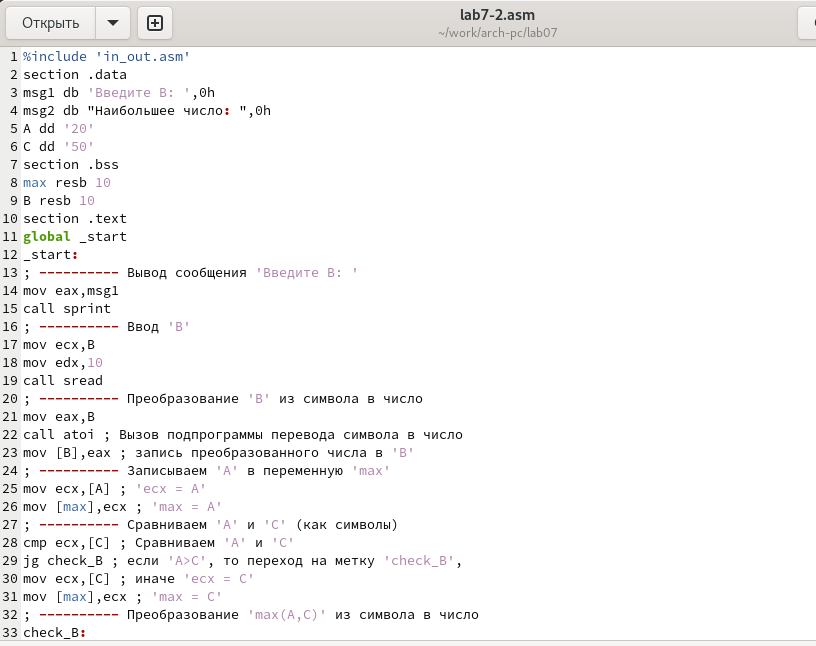 Открыть
lab7-2.asm
~/work/arch-pc/lab07
1 %include 'in_out.asm'
2 section .data
3 msg1 db 'Введите B: ',0h
4 msg2 db "Наибольшее число: ",0h
5 A dd '20'
6 C dd '50'
7 section .bss
8 max resb 10
9 B resb 10
10 section .text
11 global _start
12 _start:
13 ; ---------- Вывод сообщения 'Введите B: '
14 mov eax,msg1
15 call sprint
16 ; ---------- Ввод 'B'
17 mov ecx,B
18 mov edx,10
19 call sread
20 ; ---------- Преобразование 'B' из символа в число
21 mov eax,B
22 call atoi ; Вызов подпрограммы перевода символа в число
23 mov [B],eax ; запись преобразованного числа в 'B'
24 ; ---------- Записываем 'A' в переменную 'max'
25 mov ecx,[A] ; 'ecx = A'
26 mov [max],ecx ; 'max = A'
27 ; ---------- Сравниваем 'A' и 'C' (как символы)
28 cmp ecx,[C] ; Сравниваем 'A' и 'C'
29 jg check_B ; если 'A>C', то переход на метку 'check_B',
30 mov ecx,[C] ; иначе 'ecx = C'
31 mov [max],ecx ; 'max = C'
32 ; ---------- Преобразование 'max(A,C)' из символа в число
33 check_B: